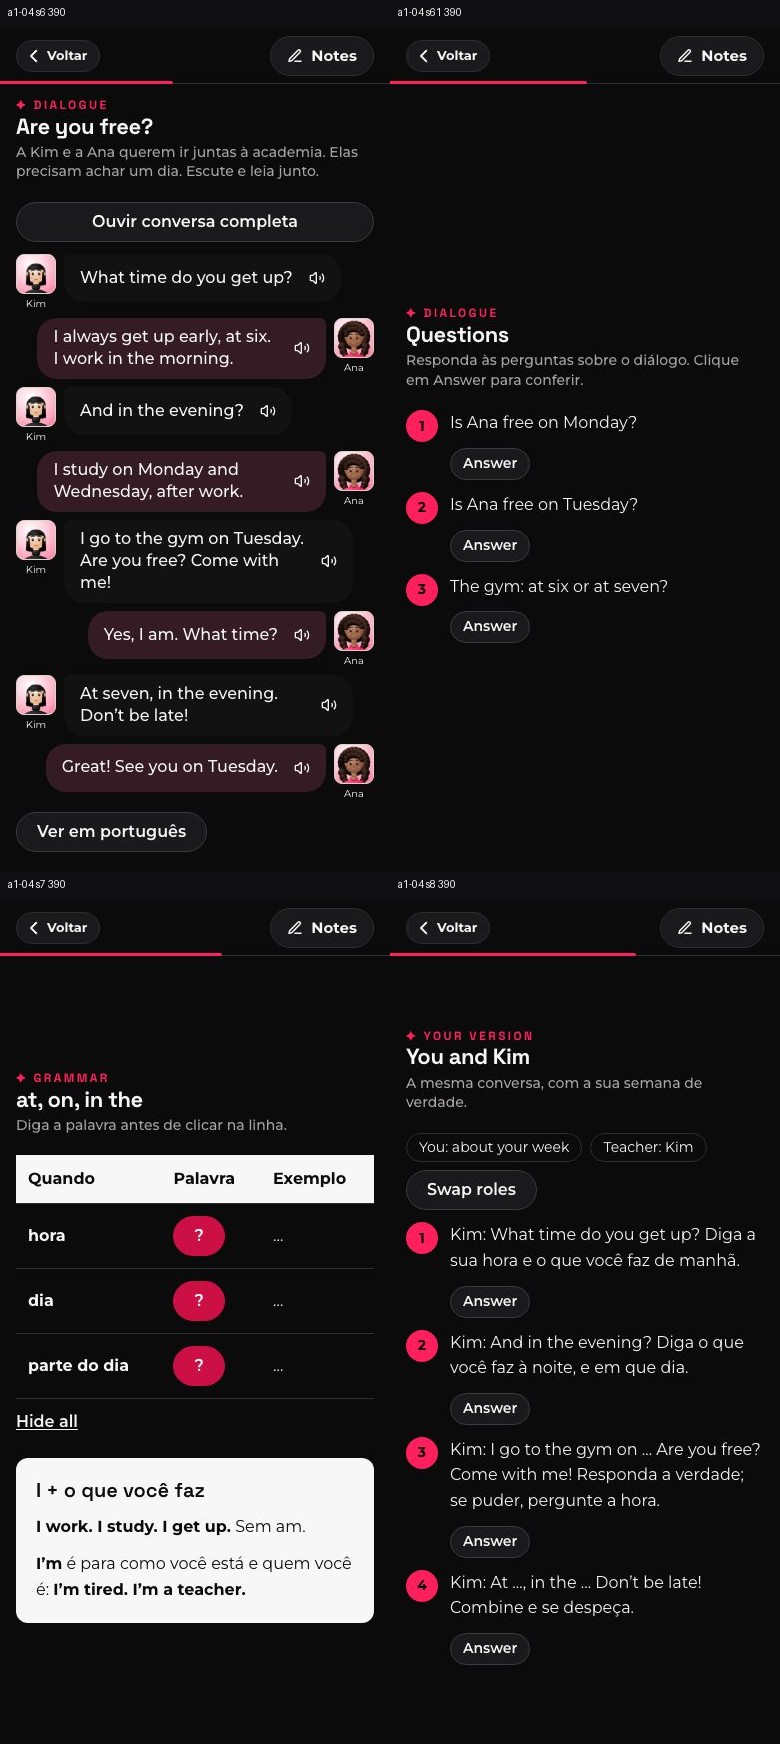 a1-04 s6 390
Voltar
Notes
DIALOGUE
Are you free?
A Kim e a Ana querem ir juntas à academia. Elas
precisam achar um dia. Escute e leia junto.
Ouvir conversa completa
What time do you get up?
Kim
I always get up early, at six.
I work in the morning.
Ana
And in the evening?
Kim
I study on Monday and
Wednesday, after work.
Ana
I go to the gym on Tuesday.
Are you free? Come with
me!
Kim
Yes, I am. What time?
Ana
At seven, in the evening.
Don’t be late!
Kim
Great! See you on Tuesday.
Ana
Ver em português
a1-04 s61 390
Voltar
Notes
DIALOGUE
Questions
Responda às perguntas sobre o diálogo. Clique
em Answer para conferir.
1 Is Ana free on Monday?
Answer
2 Is Ana free on Tuesday?
Answer
3 The gym: at six or at seven?
Answer
a1-04 s7 390
Voltar
Notes
GRAMMAR
at, on, in the
Diga a palavra antes de clicar na linha.
Quando Palavra Exemplo
hora ? ...
dia ? ...
parte do dia ? ...
Hide all
I + o que você faz
I work. I study. I get up. Sem am.
I’m é para como você está e quem você
é: I’m tired. I’m a teacher.
a1-04 s8 390
Voltar
Notes
YOUR VERSION
You and Kim
A mesma conversa, com a sua semana de
verdade.
You: about your week
Teacher: Kim
Swap roles
1 Kim: What time do you get up? Diga a
sua hora e o que você faz de manhã.
Answer
2 Kim: And in the evening? Diga o que
você faz à noite, e em que dia.
Answer
3 Kim: I go to the gym on ... Are you free?
Come with me! Responda a verdade;
se puder, pergunte a hora.
Answer
4 Kim: At ..., in the ... Don’t be late!
Combine e se despeça.
Answer